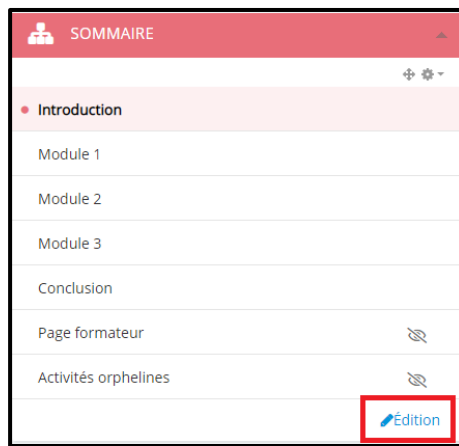 SOMMAIRE
Introduction
Module 1
Module 2
Module 3
Conclusion
Page formateur
Activités orphelines
Édition